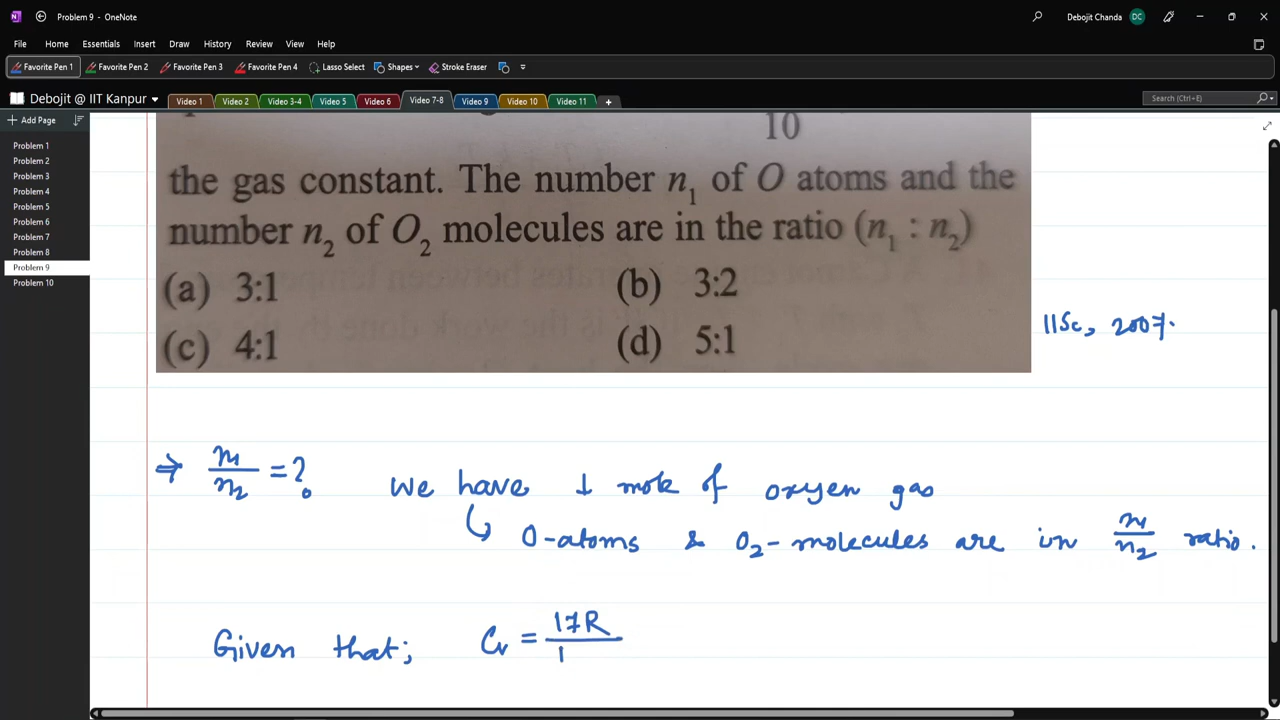 Problem 9 - OneNote
Debojit Chanda DC
File Home Essentials Insert Draw History Review View Help
Favorite Pen 1 Favorite Pen 2 Favorite Pen 3 Favorite Pen 4 Lasso Select Shapes Stroke Eraser
Debojit @ IIT Kanpur Video 1 Video 2 Video 3-4 Video 5 Video 6 Video 7-8 Video 9 Video 10 Video 11 Search (Ctrl+E)
Add Page
Problem 1
Problem 2
Problem 3
Problem 4
Problem 5
Problem 6
Problem 7
Problem 8
Problem 9
Problem 10
10
the gas constant. The number n₁ of O atoms and the
number n₂ of O₂ molecules are in the ratio (n₁ : n₂)
(a) 3:1 (b) 3:2
(c) 4:1 (d) 5:1
IISc, 2007.
⇒ n₁/n₂ = ? We have 1 mole of oxygen gas
↳ O-atoms & O₂-molecules are in n₁/n₂ ratio.
Given that; Cv = 17R/1